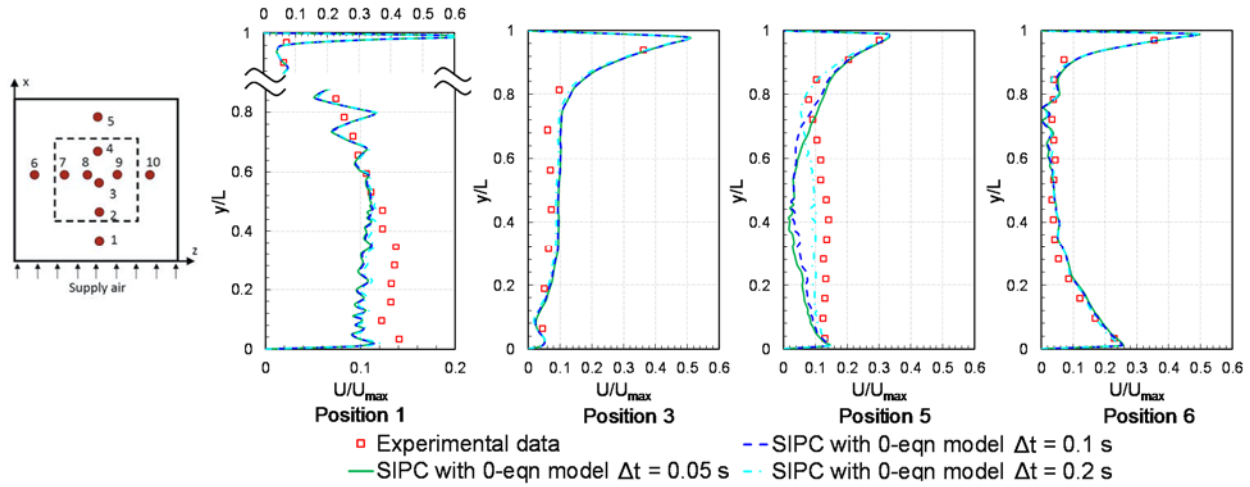 x
5
4
6 7 8 9 10
3
2
1
z
Supply air
0 0.1 0.2 0.3 0.4 0.5 0.6
1
0.8
0.6
0.4
0.2
0
y/L
0 0.1 0.2
U/Umax
Position 1
1
0.8
0.6
0.4
0.2
0
y/L
0 0.1 0.2 0.3 0.4 0.5 0.6
U/Umax
Position 3
1
0.8
0.6
0.4
0.2
0
y/L
0 0.1 0.2 0.3 0.4 0.5 0.6
U/Umax
Position 5
1
0.8
0.6
0.4
0.2
0
y/L
0 0.1 0.2 0.3 0.4 0.5 0.6
U/Umax
Position 6
Experimental data
SIPC with 0-eqn model Δt = 0.1 s
SIPC with 0-eqn model Δt = 0.05 s
SIPC with 0-eqn model Δt = 0.2 s